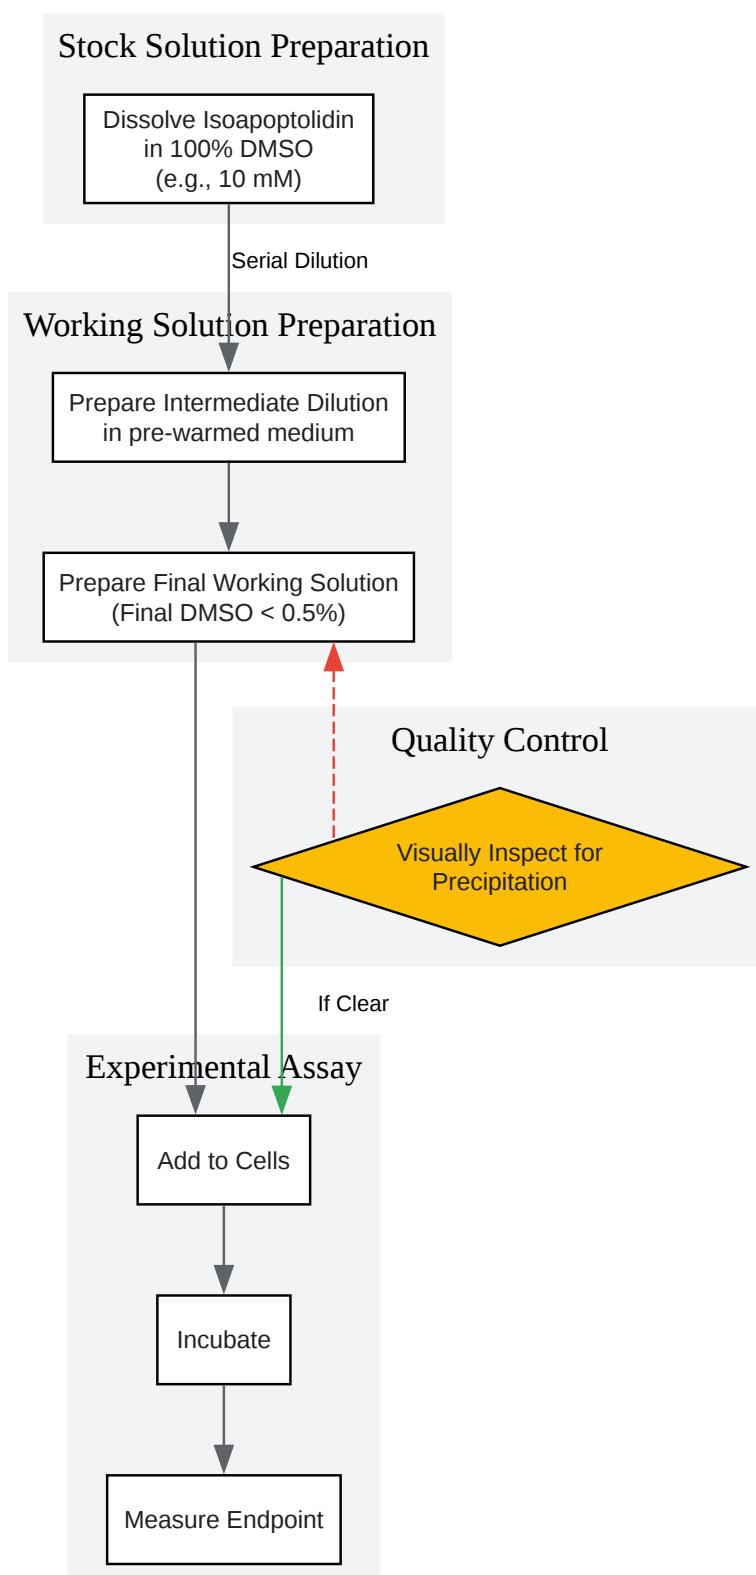 Stock Solution Preparation
Dissolve Isoapoptolidin
in 100% DMSO
(e.g., 10 mM)
Serial Dilution
Working Solution Preparation
Prepare Intermediate Dilution
in pre-warmed medium
Prepare Final Working Solution
(Final DMSO < 0.5%)
Quality Control
Visually Inspect for
Precipitation
If Clear
Experimental Assay
Add to Cells
Incubate
Measure Endpoint